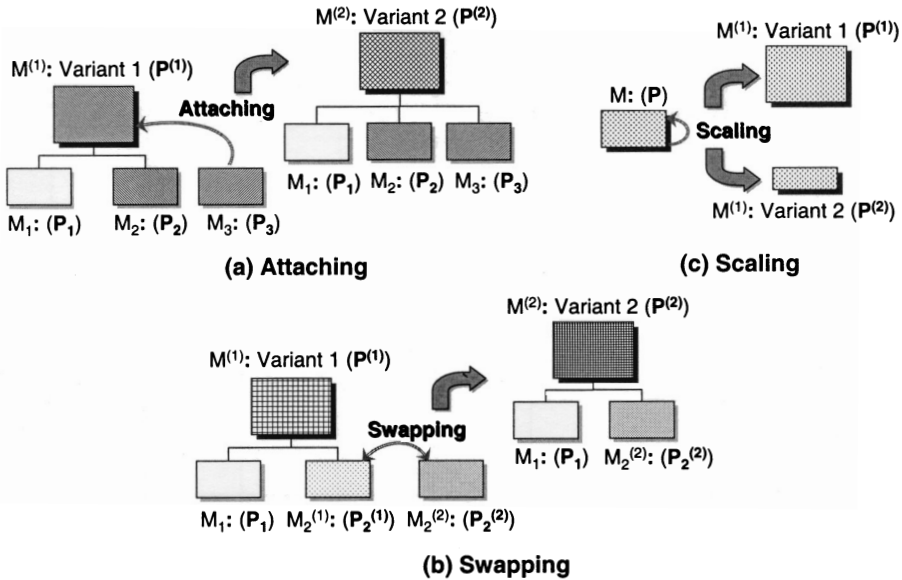 M⁽²⁾: Variant 2 (P⁽²⁾)
M⁽¹⁾: Variant 1 (P⁽¹⁾)
Attaching
M₁: (P₁) M₂: (P₂) M₃: (P₃)
M₁: (P₁) M₂: (P₂) M₃: (P₃)
(a) Attaching
M⁽¹⁾: Variant 1 (P⁽¹⁾)
M: (P)
Scaling
M⁽¹⁾: Variant 2 (P⁽²⁾)
(c) Scaling
M⁽²⁾: Variant 2 (P⁽²⁾)
M⁽¹⁾: Variant 1 (P⁽¹⁾)
Swapping
M₁: (P₁) M₂⁽²⁾: (P₂⁽²⁾)
M₁: (P₁) M₂⁽¹⁾: (P₂⁽¹⁾) M₂⁽²⁾: (P₂⁽²⁾)
(b) Swapping